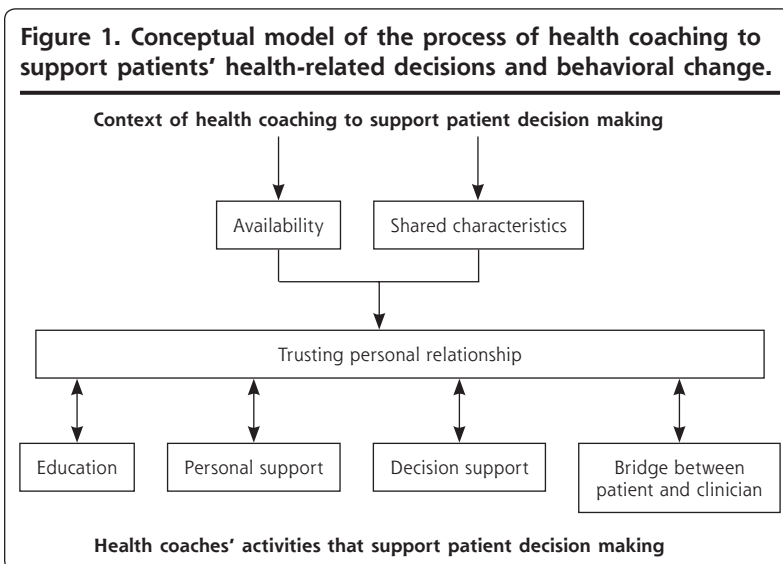 Figure 1. Conceptual model of the process of health coaching to
support patients' health-related decisions and behavioral change.
Context of health coaching to support patient decision making
Availability
Shared characteristics
Trusting personal relationship
Education
Personal support
Decision support
Bridge between
patient and clinician
Health coaches' activities that support patient decision making